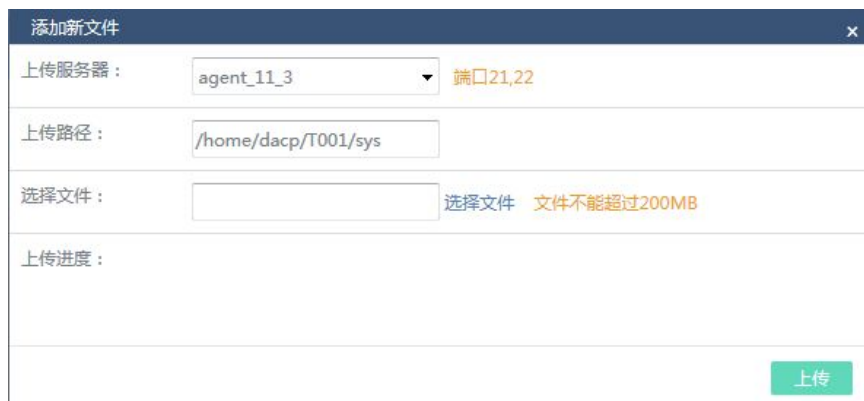 添加新文件 ×
上传服务器： agent_11_3 端口21,22
上传路径： /home/dacp/T001/sys
选择文件： 选择文件 文件不能超过200MB
上传进度：
上传